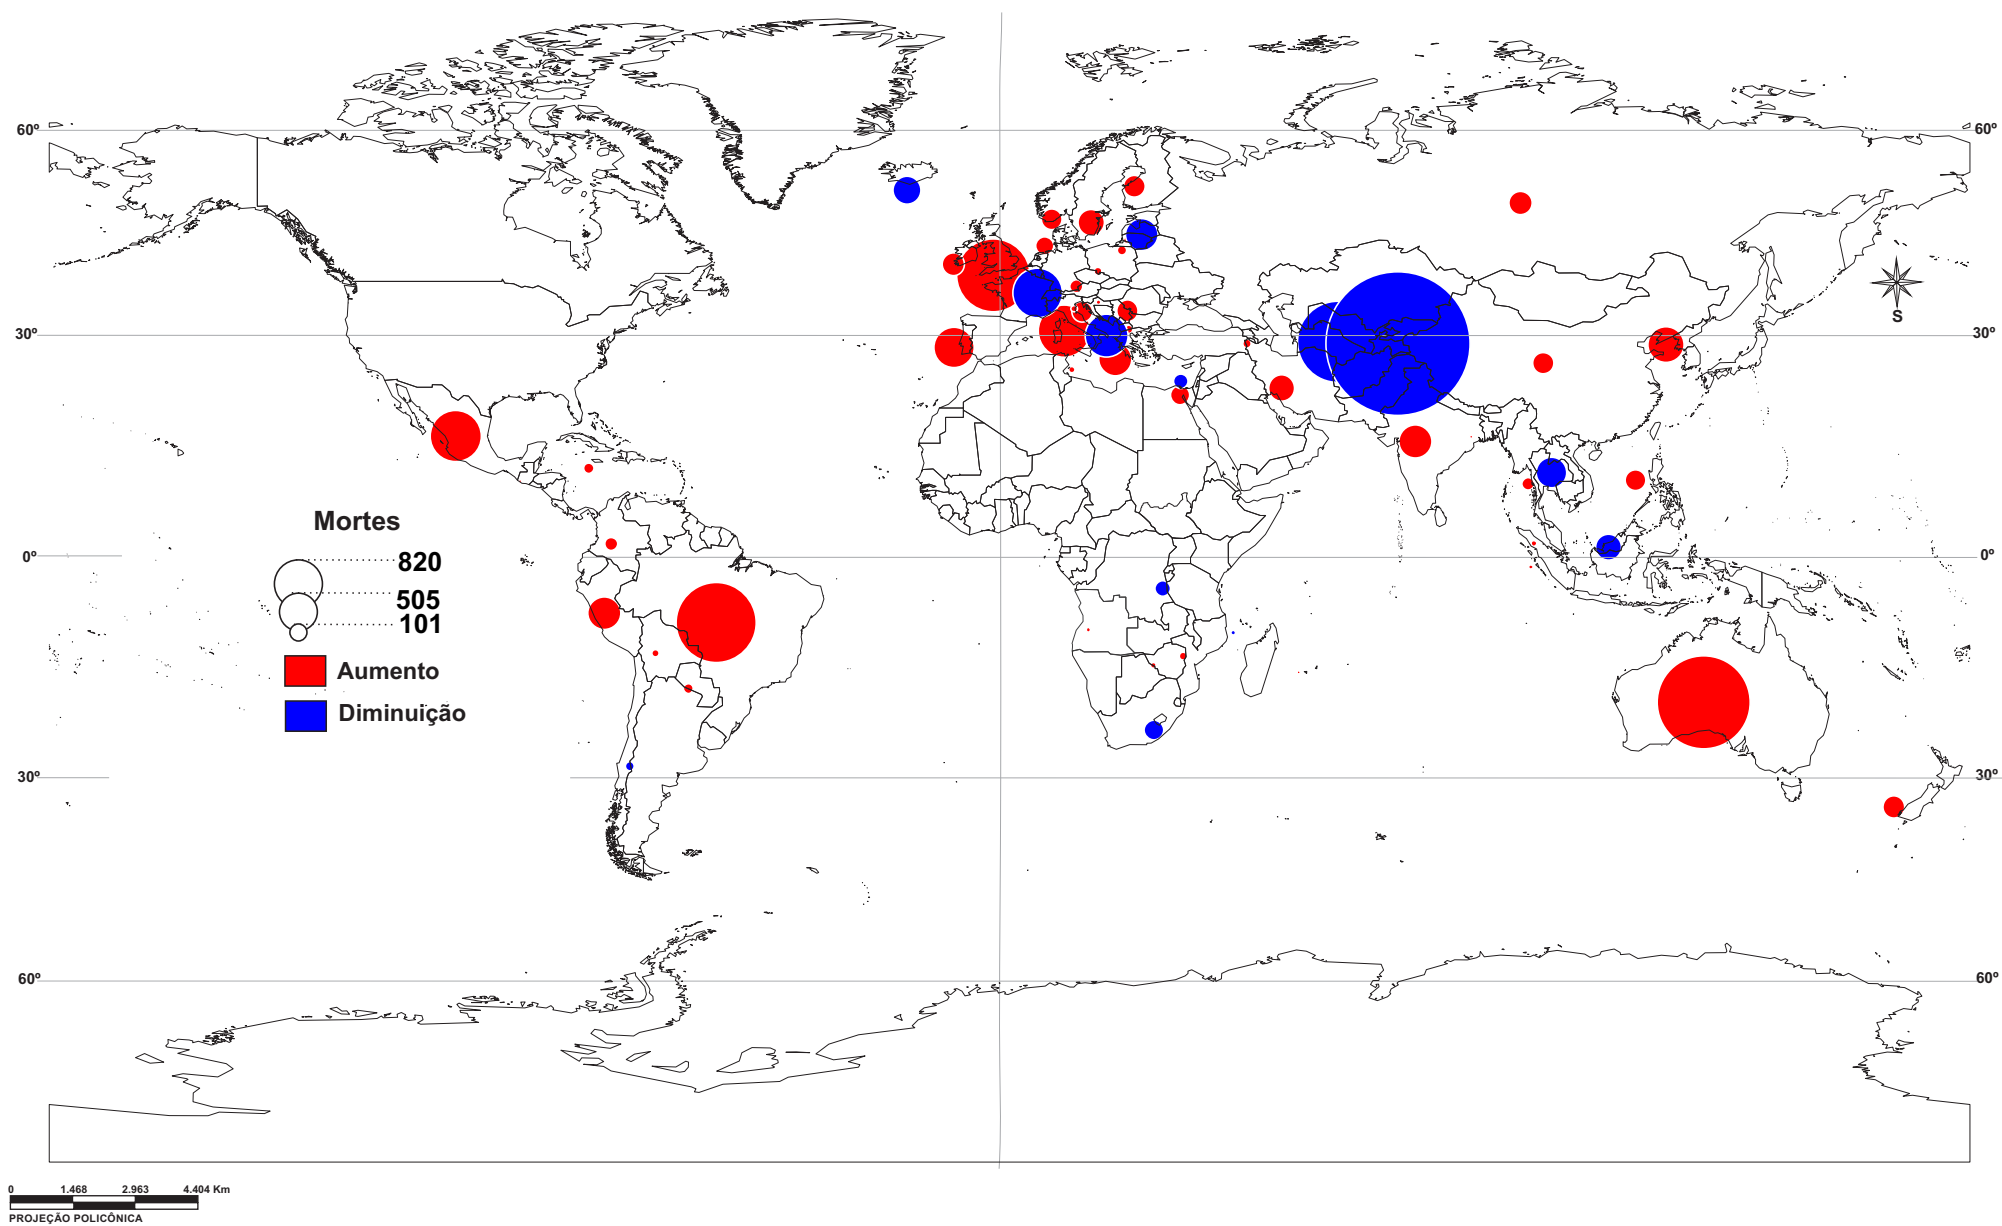 60º
60º
S
30º
30º
Mortes
820
505
101
0º
0º
Aumento
Diminuição
30º
30º
60º
60º
0 1.468 2.963 4.404 Km
PROJEÇÃO POLICÔNICA